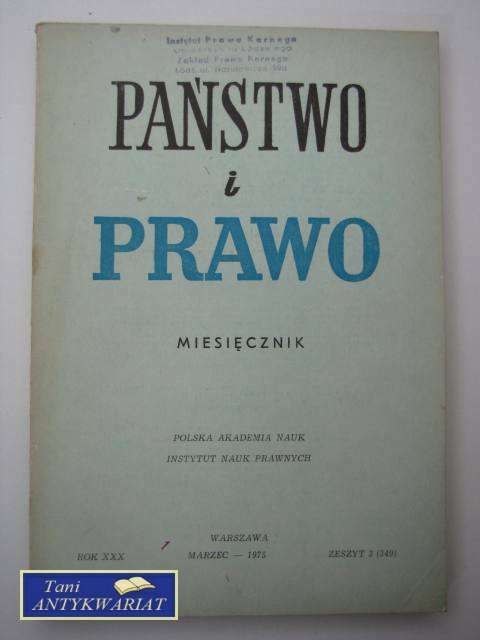 Instytut Prawa Karnego
Zakład Prawa Karnego
PAŃSTWO
i
PRAWO
MIESIĘCZNIK
POLSKA AKADEMIA NAUK
INSTYTUT NAUK PRAWNYCH
WARSZAWA
ROK XXX MARZEC — 1975 ZESZYT 3 (349)
Tani
ANTYKWARIAT